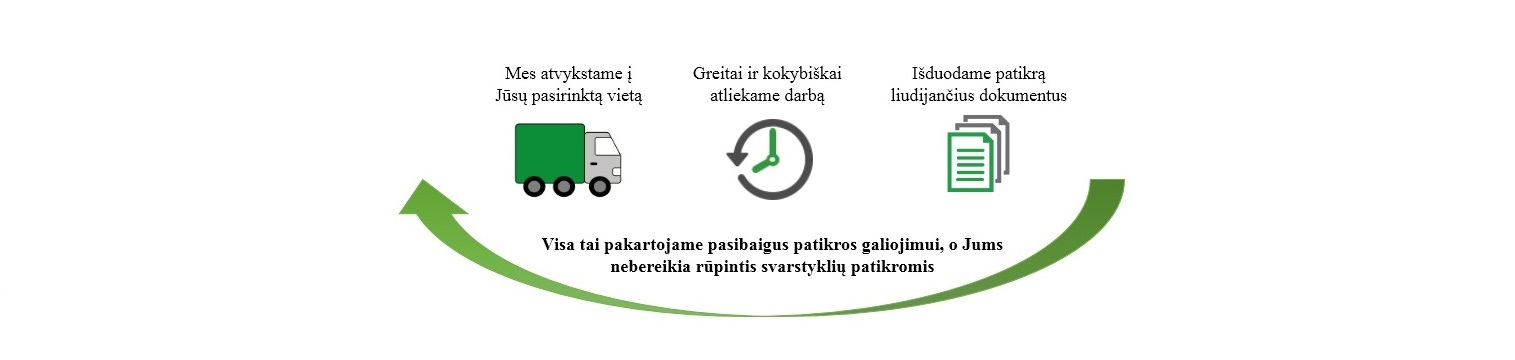 Mes atvykstame į
Jūsų pasirinktą vietą
Greitai ir kokybiškai
atliekame darbą
Išduodame patikrą
liudijančius dokumentus
Visa tai pakartojame pasibaigus patikros galiojimui, o Jums
nebereikia rūpintis svarstyklių patikromis